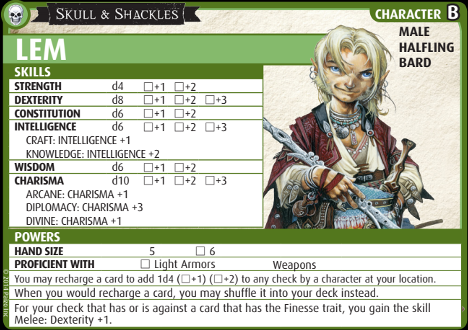 SKULL & SHACKLES
CHARACTER B
LEM
MALE
HALFLING
BARD
SKILLS
STRENGTH d4 ☐+1 ☐+2
DEXTERITY d8 ☐+1 ☐+2 ☐+3
CONSTITUTION d6 ☐+1 ☐+2
INTELLIGENCE d6 ☐+1 ☐+2 ☐+3
CRAFT: INTELLIGENCE +1
KNOWLEDGE: INTELLIGENCE +2
WISDOM d6 ☐+1 ☐+2
CHARISMA d10 ☐+1 ☐+2 ☐+3
ARCANE: CHARISMA +1
DIPLOMACY: CHARISMA +3
DIVINE: CHARISMA +1
POWERS
HAND SIZE 5 ☐ 6
PROFICIENT WITH ☐ Light Armors Weapons
You may recharge a card to add 1d4 (☐+1) (☐+2) to any check by a character at your location.
When you would recharge a card, you may shuffle it into your deck instead.
For your check that has or is against a card that has the Finesse trait, you gain the skill
Melee: Dexterity +1.